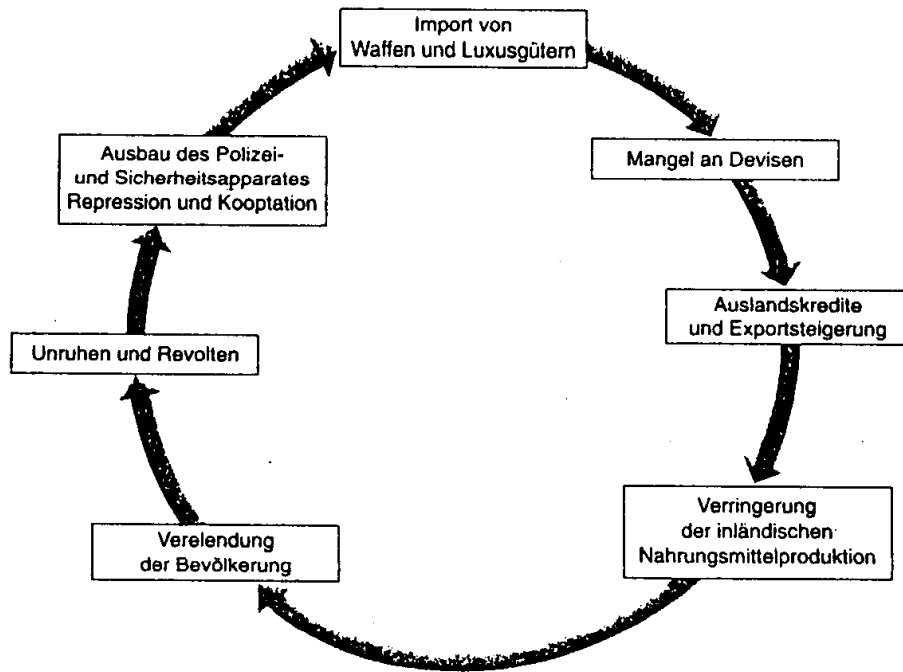 Import von
Waffen und Luxusgütern
Mangel an Devisen
Auslandskredite
und Exportsteigerung
Verringerung
der inländischen
Nahrungsmittelproduktion
Verelendung
der Bevölkerung
Unruhen und Revolten
Ausbau des Polizei-
und Sicherheitsapparates
Repression und Kooptation